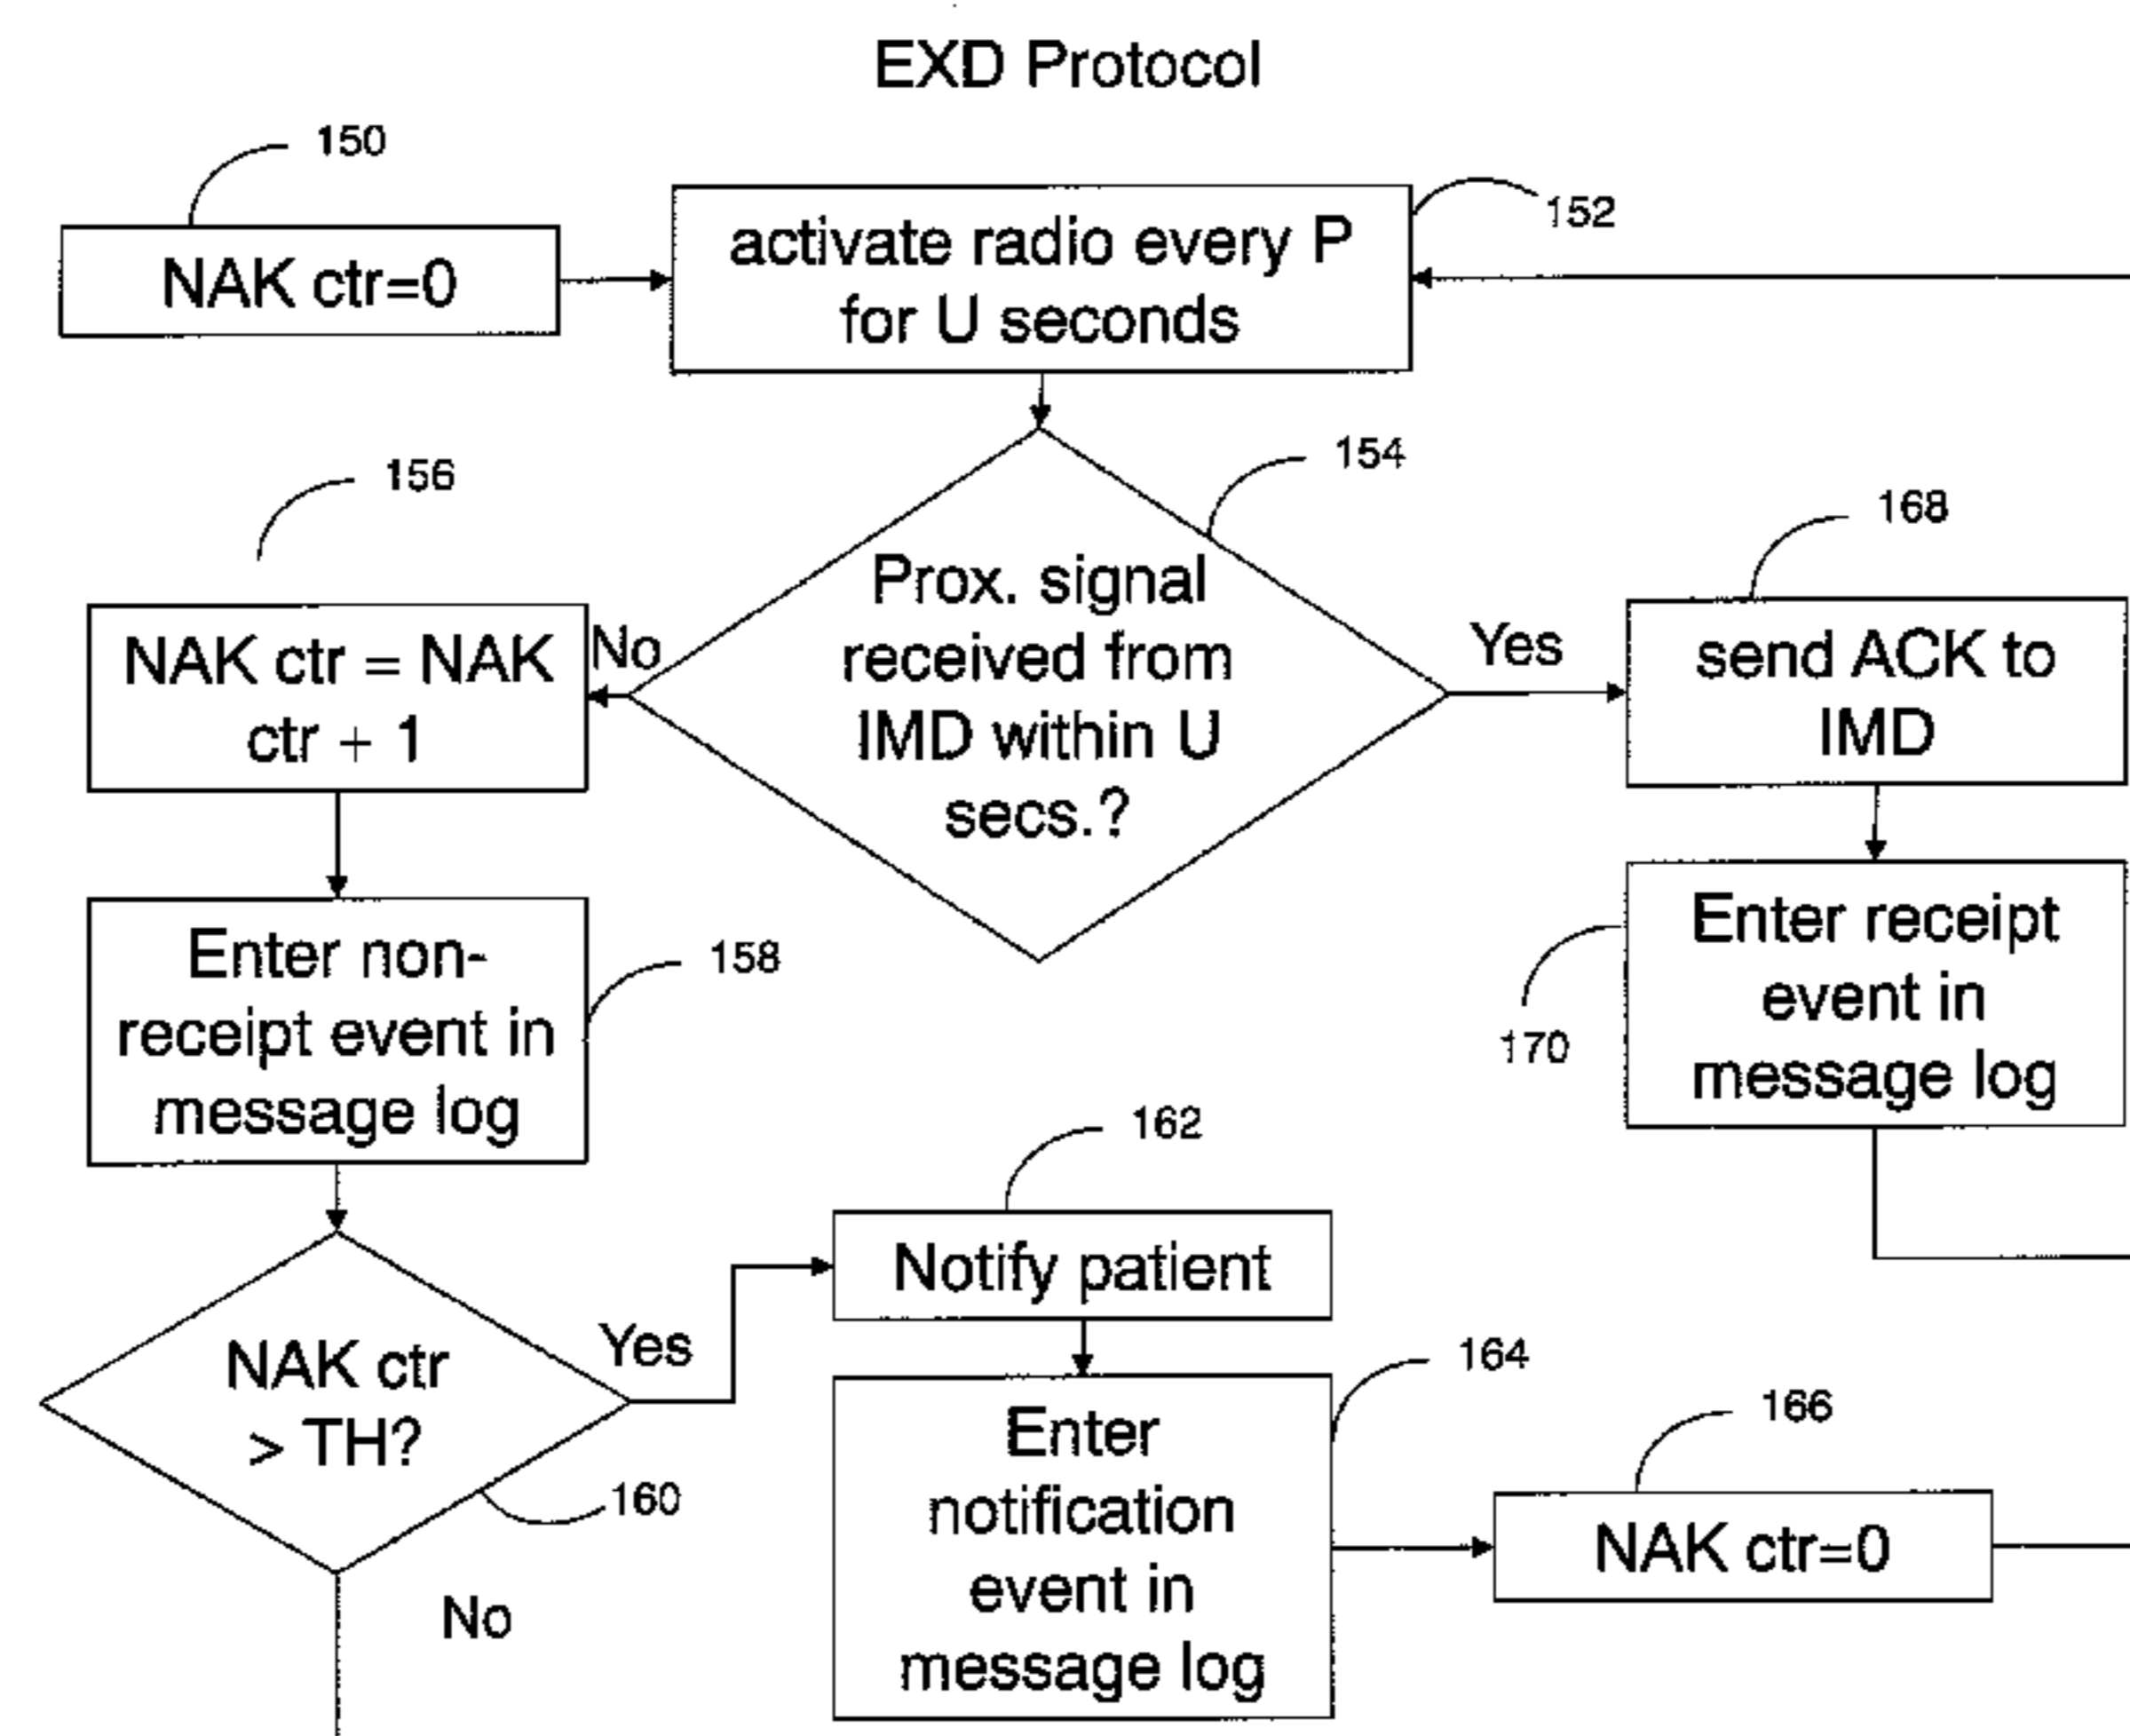 EXD Protocol
150
NAK ctr=0
activate radio every P
for U seconds
152
154
Prox. signal
received from
IMD within U
secs.?
156
No
NAK ctr = NAK
ctr + 1
Yes
168
send ACK to
IMD
Enter non-
receipt event in
message log
158
Enter receipt
event in
message log
170
NAK ctr
> TH?
160
Yes
No
162
Notify patient
164
Enter
notification
event in
message log
166
NAK ctr=0